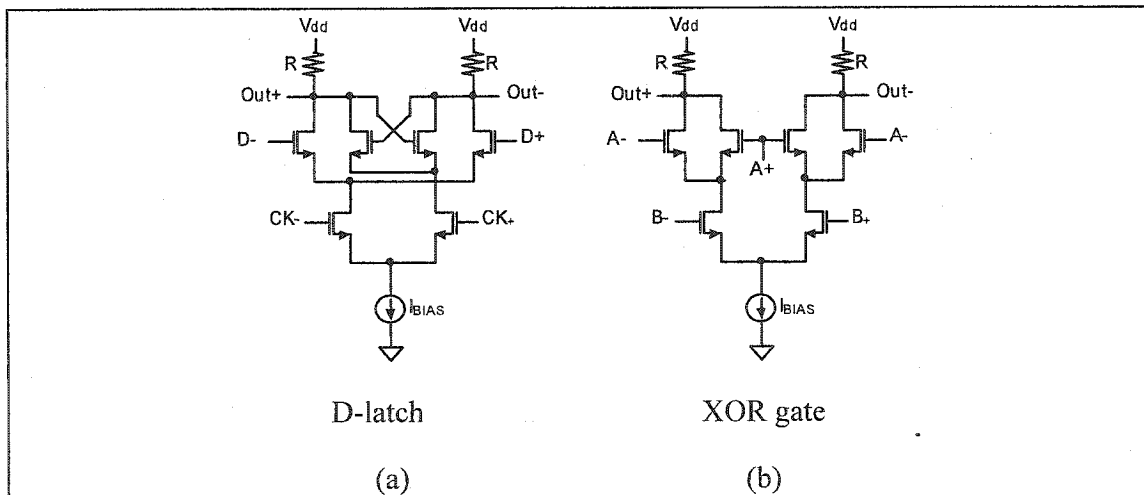 Vdd Vdd Vdd Vdd
R R R R
Out+ Out- Out+ Out-
D- D+ A- A+ A-
CK- CK+ B- B+
IBIAS IBIAS
D-latch XOR gate
(a) (b)